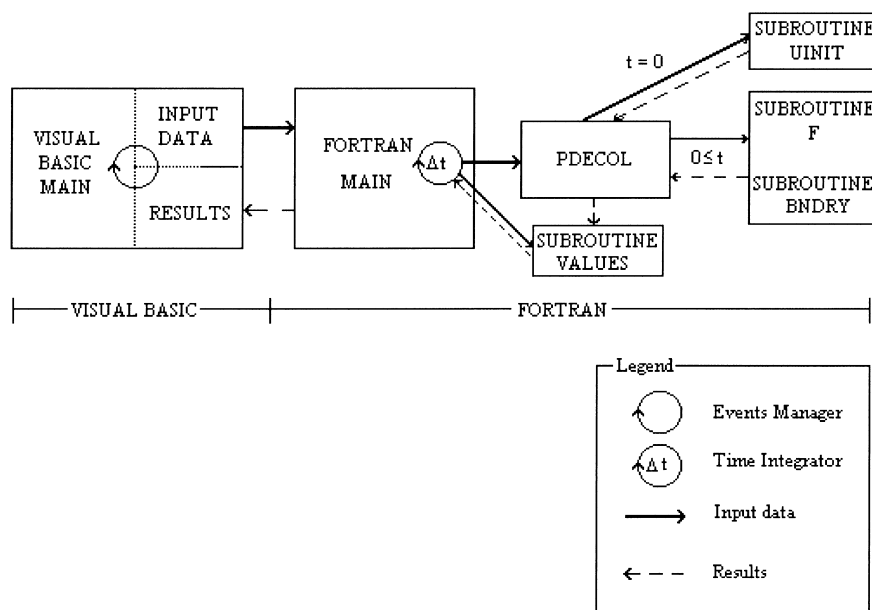 SUBROUTINE
UINIT
t = 0
INPUT
DATA
VISUAL
BASIC
MAIN
RESULTS
FORTRAN
MAIN
Δt
PDECOL
0≤ t
SUBROUTINE
F
SUBROUTINE
BNDRY
SUBROUTINE
VALUES
VISUAL BASIC
FORTRAN
Legend
Events Manager
Δt
Time Integrator
Input data
Results